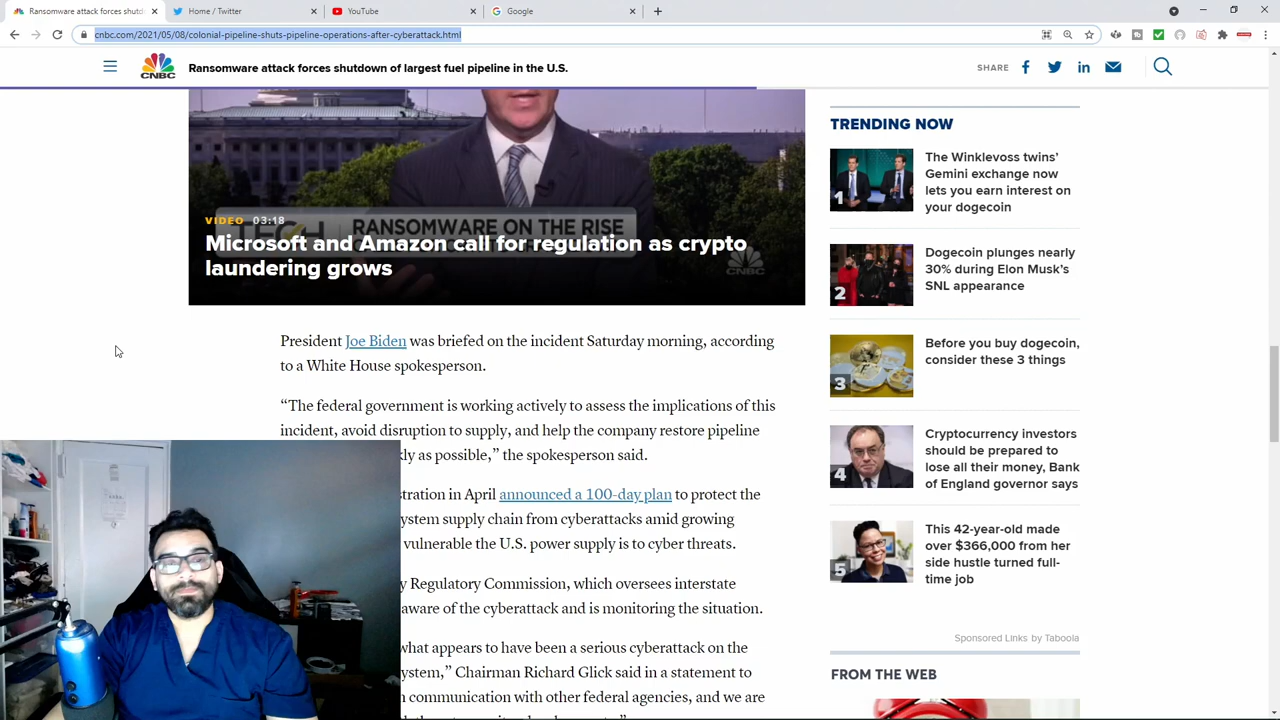 Ransomware attack forces shutd
Home / Twitter
YouTube
Google
cnbc.com/2021/05/08/colonial-pipeline-shuts-pipeline-operations-after-cyberattack.html
CNBC
Ransomware attack forces shutdown of largest fuel pipeline in the U.S.
SHARE
RANSOMWARE ON THE RISE
VIDEO 03:18
Microsoft and Amazon call for regulation as crypto
laundering grows
CNBC
President Joe Biden was briefed on the incident Saturday morning, according
to a White House spokesperson.
“The federal government is working actively to assess the implications of this
incident, avoid disruption to supply, and help the company restore pipeline
kly as possible,” the spokesperson said.
stration in April announced a 100-day plan to protect the
ystem supply chain from cyberattacks amid growing
vulnerable the U.S. power supply is to cyber threats.
y Regulatory Commission, which oversees interstate
aware of the cyberattack and is monitoring the situation.
what appears to have been a serious cyberattack on the
ystem,” Chairman Richard Glick said in a statement to
n communication with other federal agencies, and we are
TRENDING NOW
1
The Winklevoss twins’
Gemini exchange now
lets you earn interest on
your dogecoin
2
Dogecoin plunges nearly
30% during Elon Musk’s
SNL appearance
3
Before you buy dogecoin,
consider these 3 things
4
Cryptocurrency investors
should be prepared to
lose all their money, Bank
of England governor says
5
This 42-year-old made
over $366,000 from her
side hustle turned full-
time job
Sponsored Links by Taboola
FROM THE WEB